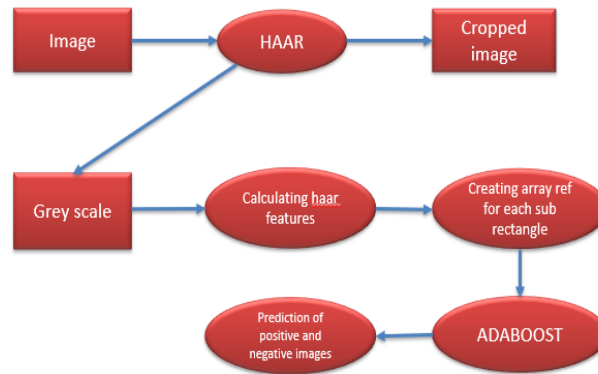 Image
HAAR
Cropped
image
Grey scale
Calculating haar
features
Creating array ref
for each sub
rectangle
Prediction of
positive and
negative images
ADABOOST